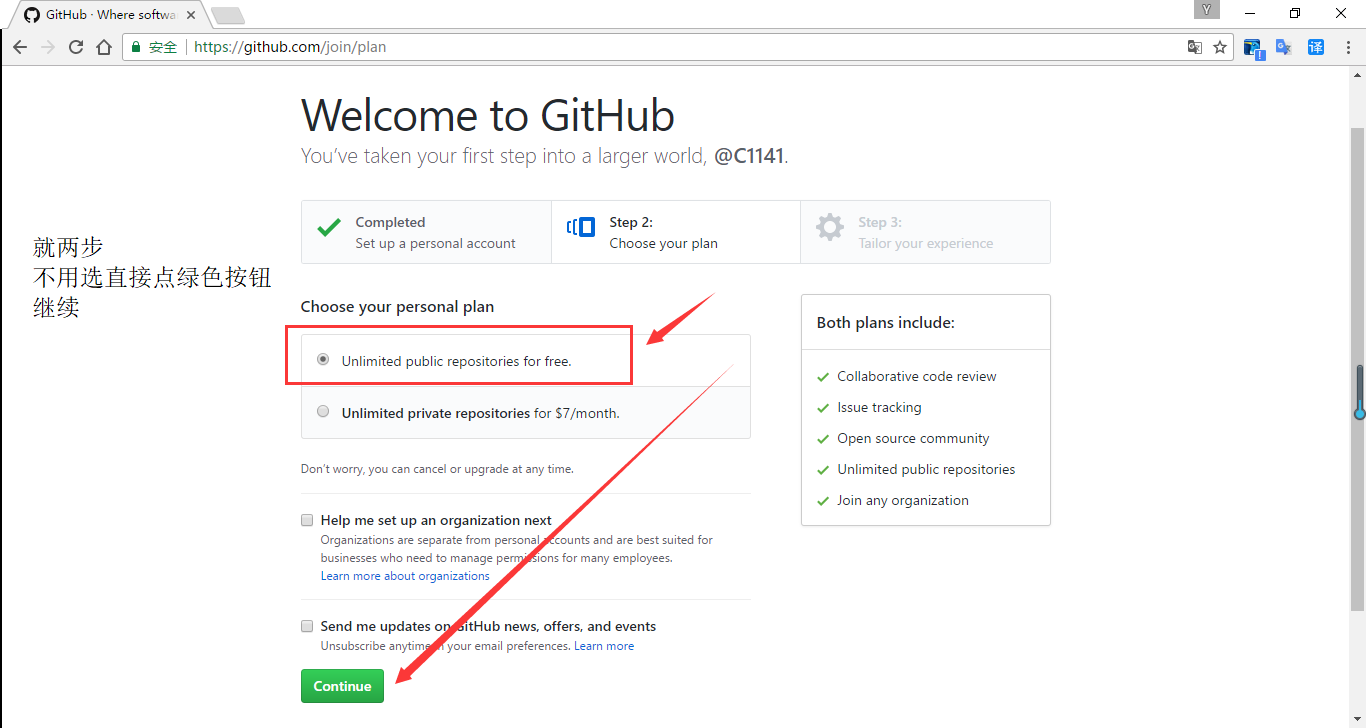 GitHub · Where softwa
Y
安全
https://github.com/join/plan
译
Welcome to GitHub
You've taken your first step into a larger world, @C1141.
Completed
Set up a personal account
Step 2:
Choose your plan
Step 3:
Tailor your experience
就两步
不用选直接点绿色按钮
继续
Choose your personal plan
Unlimited public repositories for free.
Unlimited private repositories for $7/month.
Don't worry, you can cancel or upgrade at any time.
Both plans include:
Collaborative code review
Issue tracking
Open source community
Unlimited public repositories
Join any organization
Help me set up an organization next
Organizations are separate from personal accounts and are best suited for
businesses who need to manage permissions for many employees.
Learn more about organizations
Send me updates on GitHub news, offers, and events
Unsubscribe anytime in your email preferences. Learn more
Continue